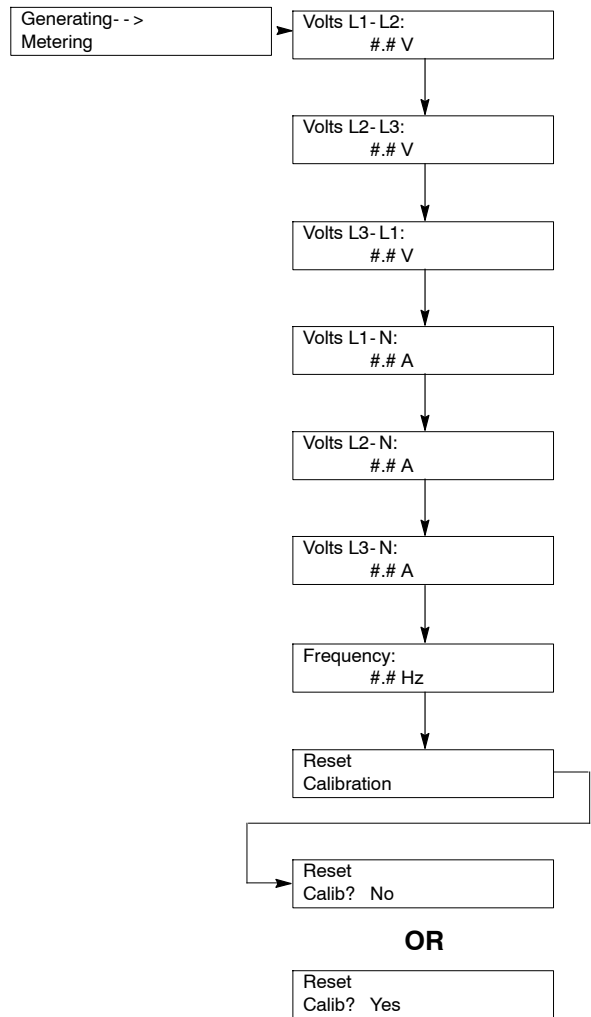 Generating- - >
Metering
Volts L1- L2:
#.# V
Volts L2- L3:
#.# V
Volts L3- L1:
#.# V
Volts L1- N:
#.# A
Volts L2- N:
#.# A
Volts L3- N:
#.# A
Frequency:
#.# Hz
Reset
Calibration
Reset
Calib? No
OR
Reset
Calib? Yes